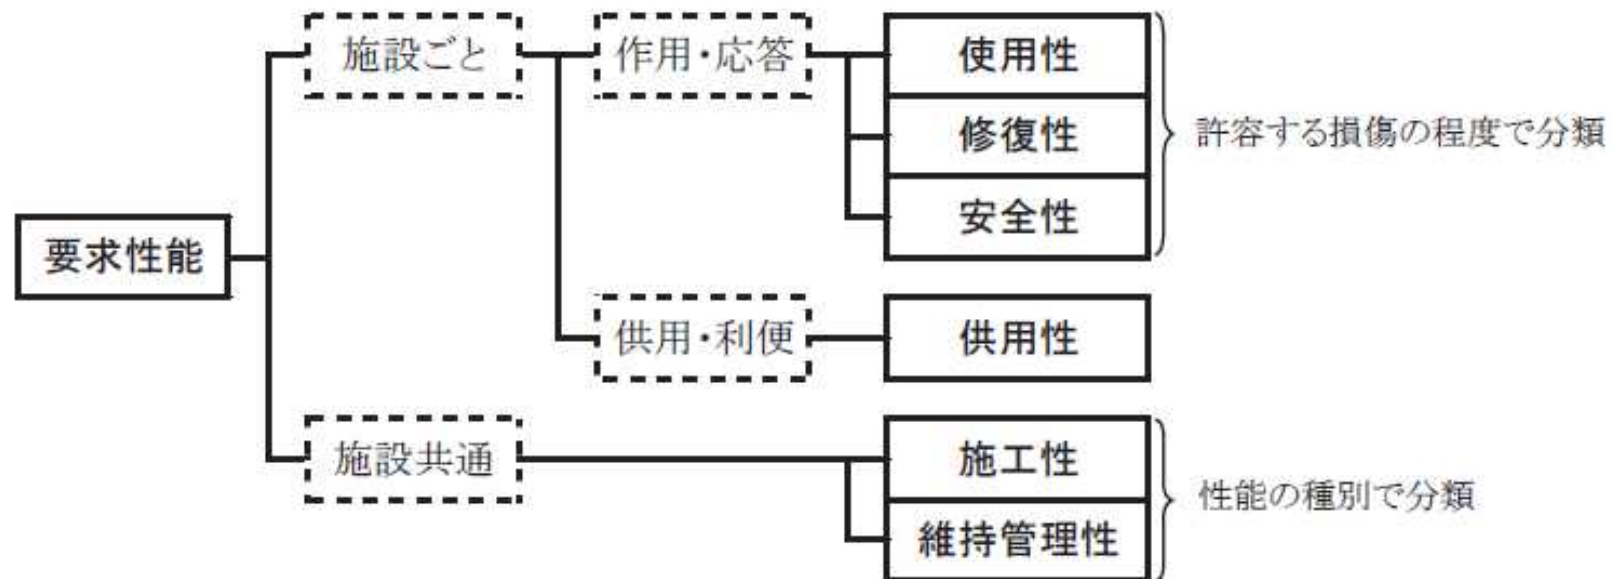 施設ごと
作用・応答
使用性
修復性
安全性
許容する損傷の程度で分類
要求性能
供用・利便
供用性
施設共通
施工性
維持管理性
性能の種別で分類